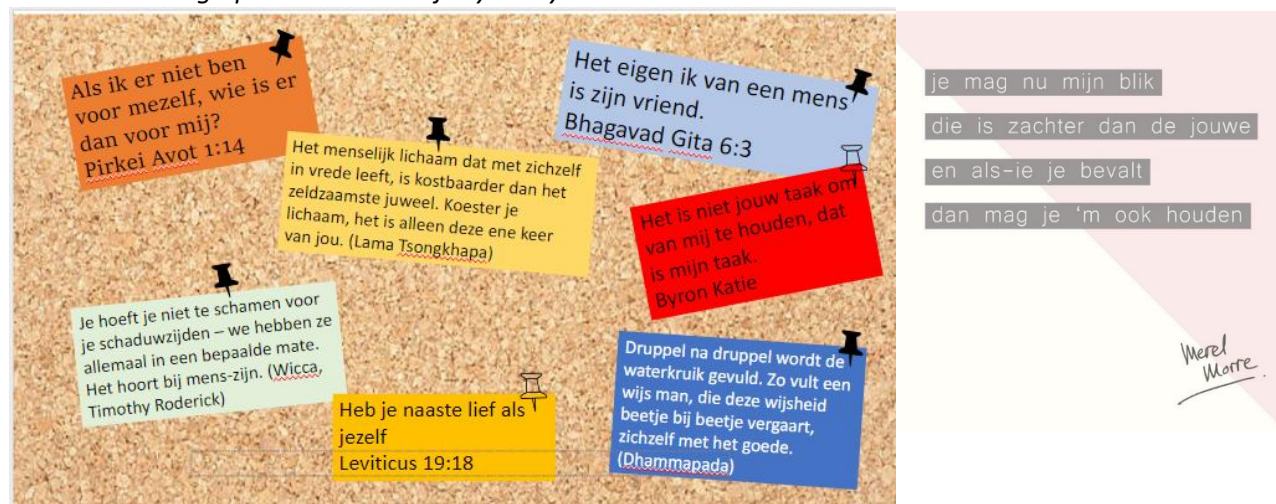 Als ik er niet ben
voor mezelf, wie is er
dan voor mij?
Pirkei Avot 1:14
Het menselijk lichaam dat met zichzelf
in vrede leeft, is kostbaarder dan het
zeldzaamste juweel. Koester je
lichaam, het is alleen deze ene keer
van jou. (Lama Tsongkhapa)
Het eigen ik van een mens
is zijn vriend.
Bhagavad Gita 6:3
Het is niet jouw taak om
van mij te houden, dat
is mijn taak.
Byron Katie
Je hoeft je niet te schamen voor
je schaduwzijden – we hebben ze
allemaal in een bepaalde mate.
Het hoort bij mens-zijn. (Wicca,
Timothy Roderick)
Heb je naaste lief als
jezelf
Leviticus 19:18
Druppel na druppel wordt de
waterkruik gevuld. Zo vult een
wijs man, die deze wijsheid
beetje bij beetje vergaart,
zichzelf met het goede.
(Dhammapada)
je mag nu mijn blik
die is zachter dan de jouwe
en als-ie je bevalt
dan mag je 'm ook houden
Merel
Morre